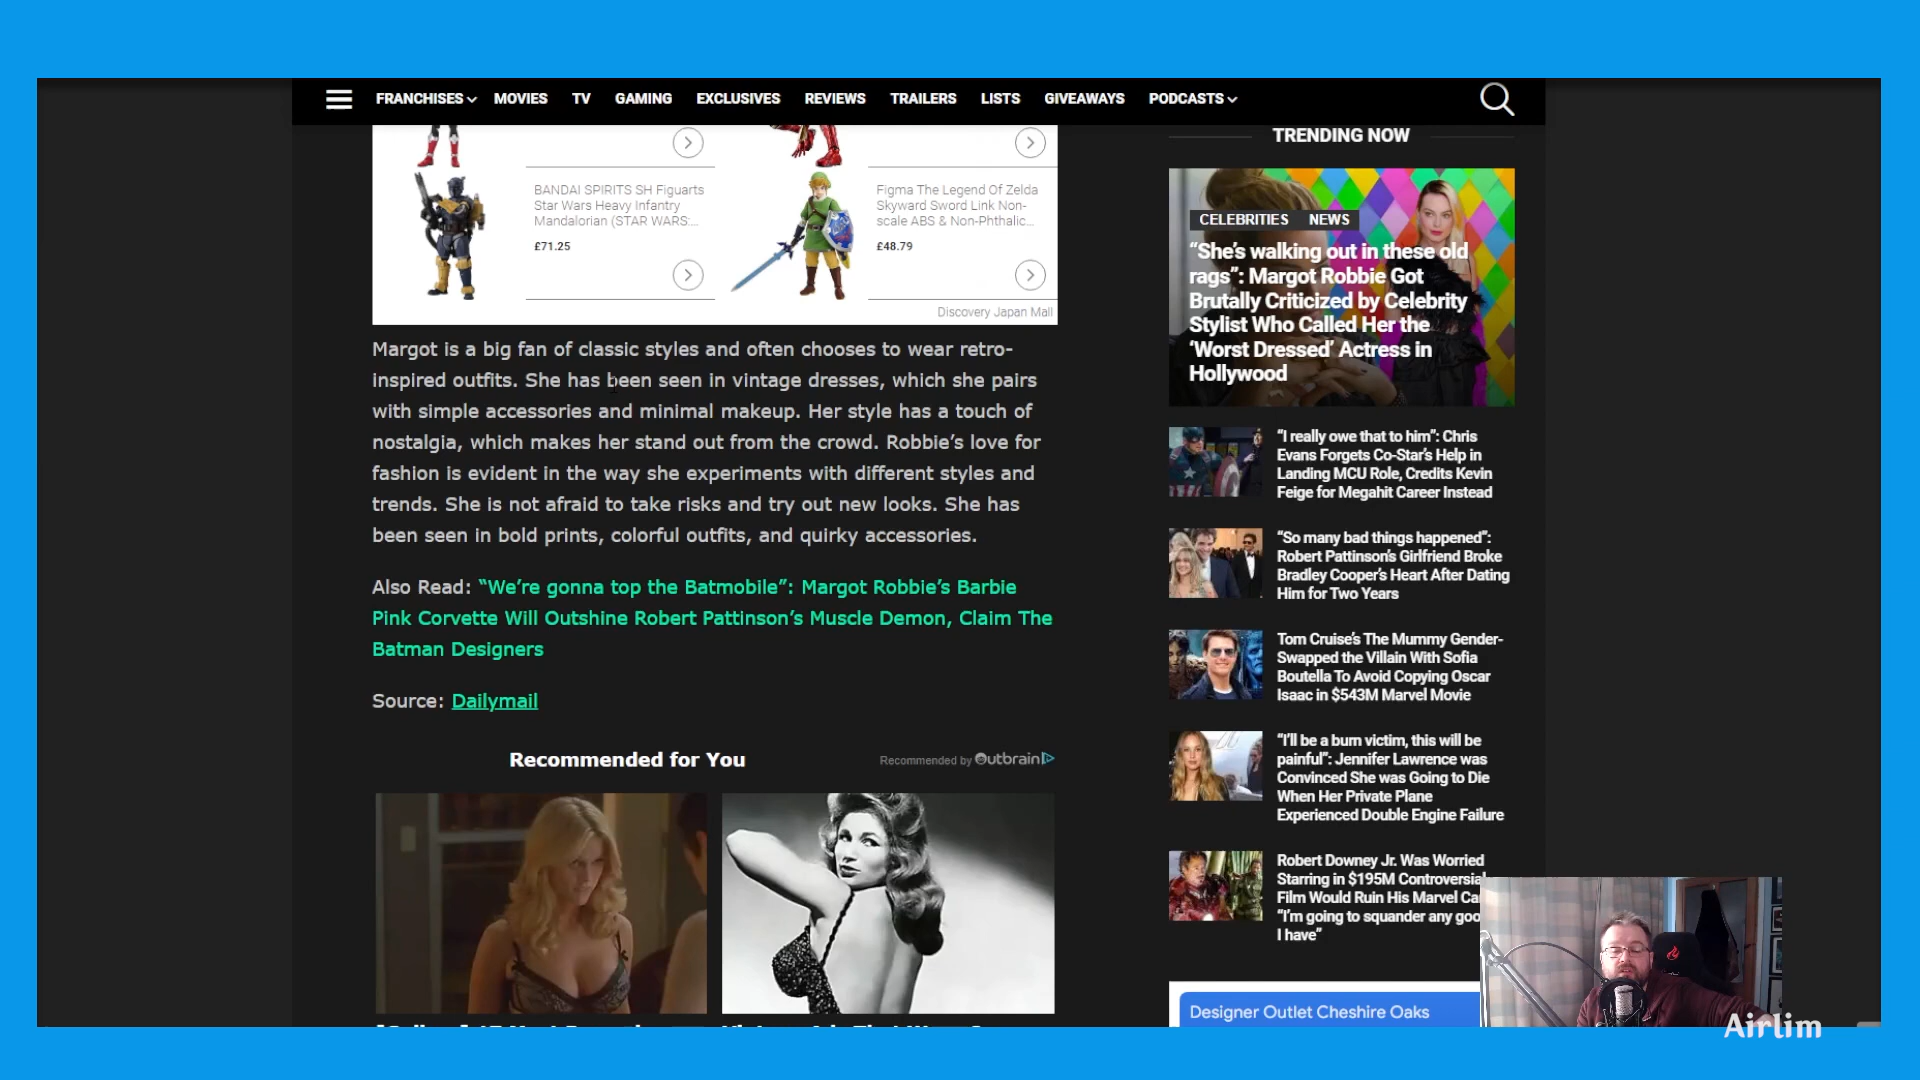 FRANCHISES MOVIES TV GAMING EXCLUSIVES REVIEWS TRAILERS LISTS GIVEAWAYS PODCASTS
BANDAI SPIRITS SH Figuarts
Star Wars Heavy Infantry
Mandalorian (STAR WARS:...
£71.25
Figma The Legend Of Zelda
Skyward Sword Link Non-
scale ABS & Non-Phthalic...
£48.79
Discovery Japan Mall
Margot is a big fan of classic styles and often chooses to wear retro-
inspired outfits. She has been seen in vintage dresses, which she pairs
with simple accessories and minimal makeup. Her style has a touch of
nostalgia, which makes her stand out from the crowd. Robbie’s love for
fashion is evident in the way she experiments with different styles and
trends. She is not afraid to take risks and try out new looks. She has
been seen in bold prints, colorful outfits, and quirky accessories.
Also Read: “We’re gonna top the Batmobile”: Margot Robbie’s Barbie
Pink Corvette Will Outshine Robert Pattinson’s Muscle Demon, Claim The
Batman Designers
Source: Dailymail
Recommended for You
Recommended by Outbrain
TRENDING NOW
CELEBRITIES NEWS
“She’s walking out in these old
rags”: Margot Robbie Got
Brutally Criticized by Celebrity
Stylist Who Called Her the
‘Worst Dressed’ Actress in
Hollywood
“I really owe that to him”: Chris
Evans Forgets Co-Star’s Help in
Landing MCU Role, Credits Kevin
Feige for Megahit Career Instead
“So many bad things happened”:
Robert Pattinson’s Girlfriend Broke
Bradley Cooper’s Heart After Dating
Him for Two Years
Tom Cruise’s The Mummy Gender-
Swapped the Villain With Sofia
Boutella To Avoid Copying Oscar
Isaac in $543M Marvel Movie
“I’ll be a burn victim, this will be
painful”: Jennifer Lawrence was
Convinced She was Going to Die
When Her Private Plane
Experienced Double Engine Failure
Robert Downey Jr. Was Worried
Starring in $195M Controversial
Film Would Ruin His Marvel Ca
“I’m going to squander any goo
I have”
Designer Outlet Cheshire Oaks
Airlim